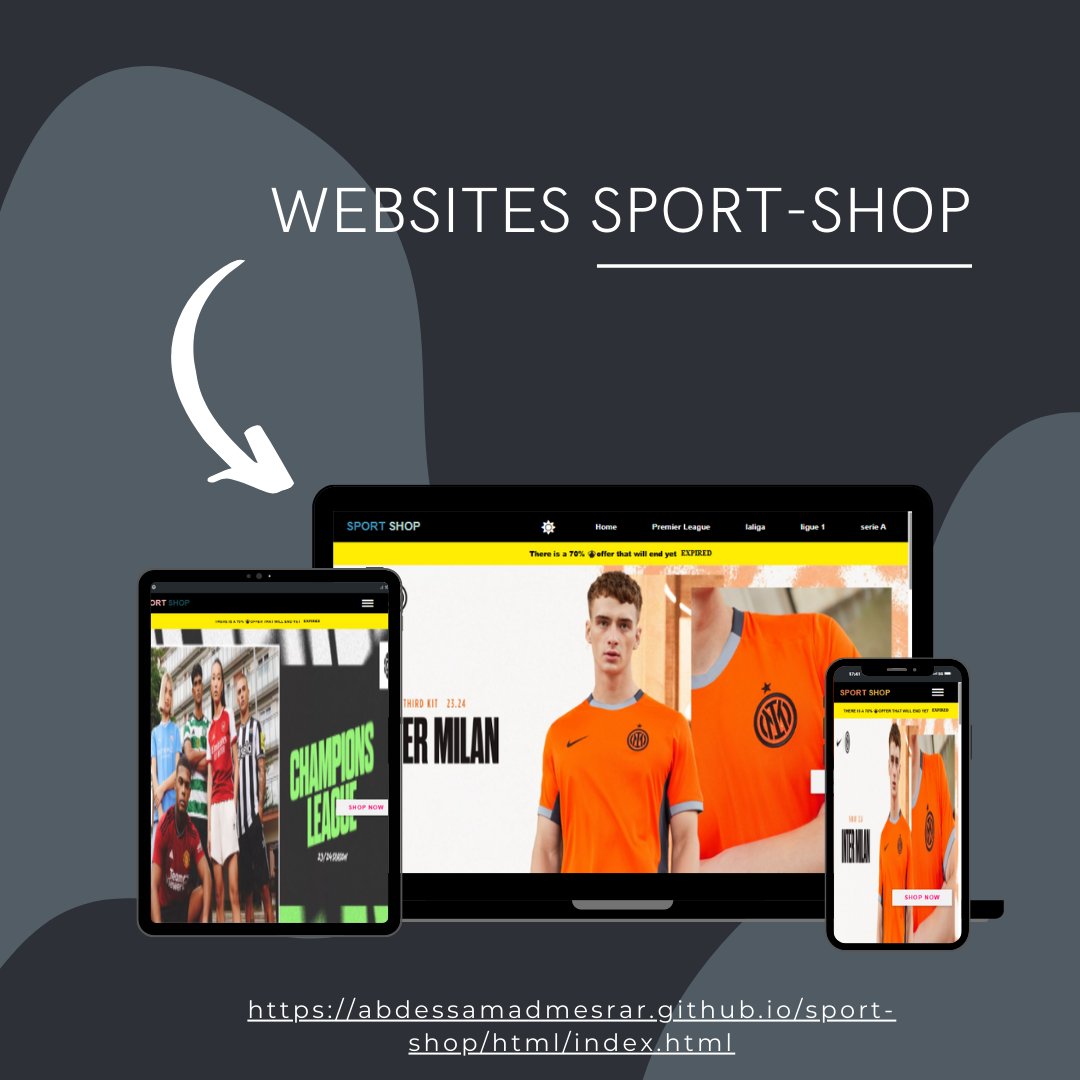 WEBSITES SPORT-SHOP
SPORT SHOP
Home
Premier League
laliga
ligue 1
serie A
There is a 70% offer that will end yet EXPIRED
THIRD KIT 23.24
ER MILAN
ORT SHOP
THERE IS A 70% OFFER THAT WILL END YET EXPIRED
CHAMPIONS
LEAGUE
23/24 SEASON
SHOP NOW
TeamViewer
17:41
SPORT SHOP
THERE IS A 70% OFFER THAT WILL END YET EXPIRED
INTER MILAN
SHOP NOW
https://abdessamadmesrar.github.io/sport-
shop/html/index.html